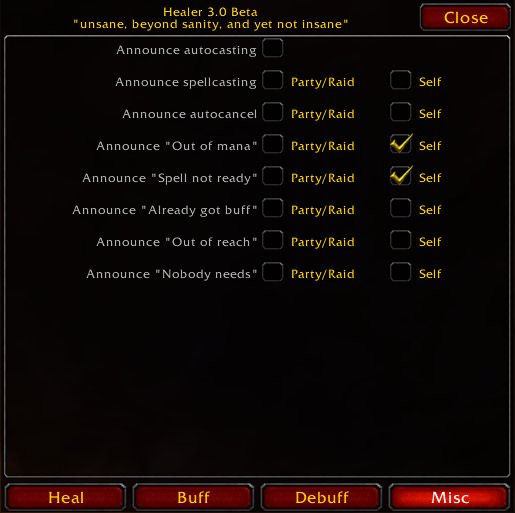 Healer 3.0 Beta
"unsane, beyond sanity, and yet not insane"
Close
Announce autocasting
Announce spellcasting Party/Raid Self
Announce autocancel Party/Raid Self
Announce "Out of mana" Party/Raid Self
Announce "Spell not ready" Party/Raid Self
Announce "Already got buff" Party/Raid Self
Announce "Out of reach" Party/Raid Self
Announce "Nobody needs" Party/Raid Self
Heal Buff Debuff Misc